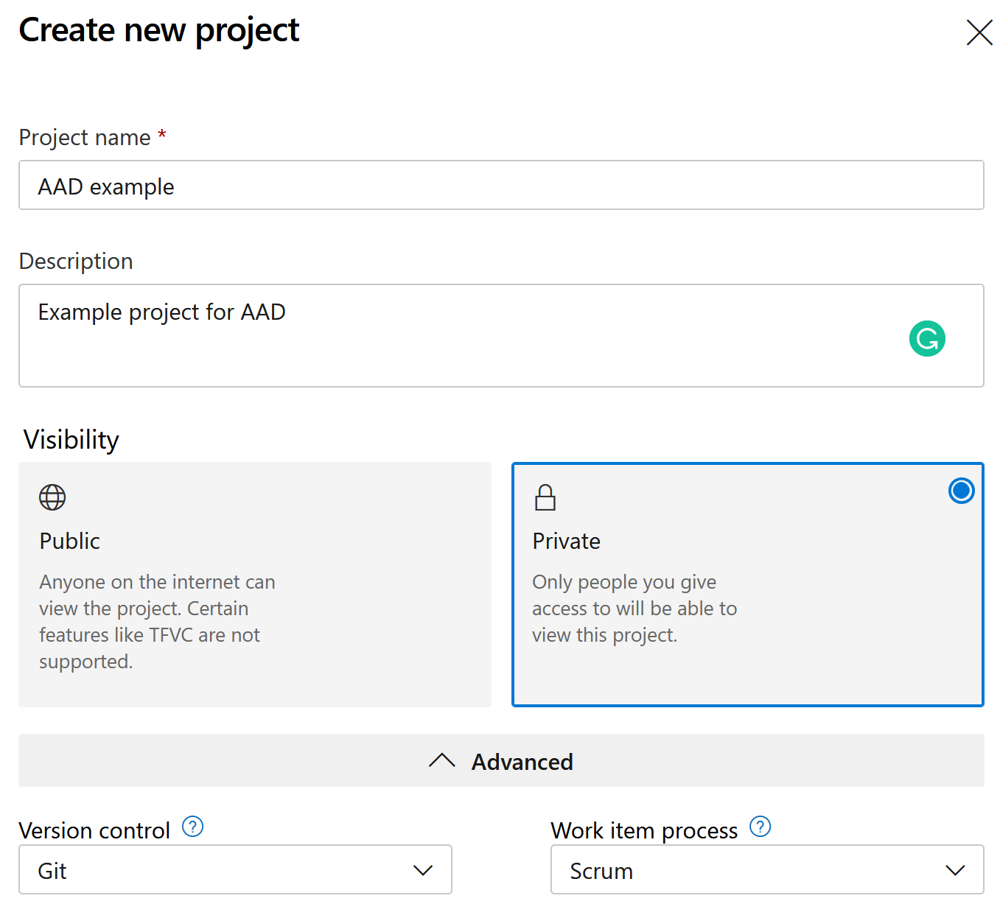 Create new project
Project name *
AAD example
Description
Example project for AAD
Visibility
Public
Anyone on the internet can
view the project. Certain
features like TFVC are not
supported.
Private
Only people you give
access to will be able to
view this project.
Advanced
Version control ?
Git
Work item process ?
Scrum